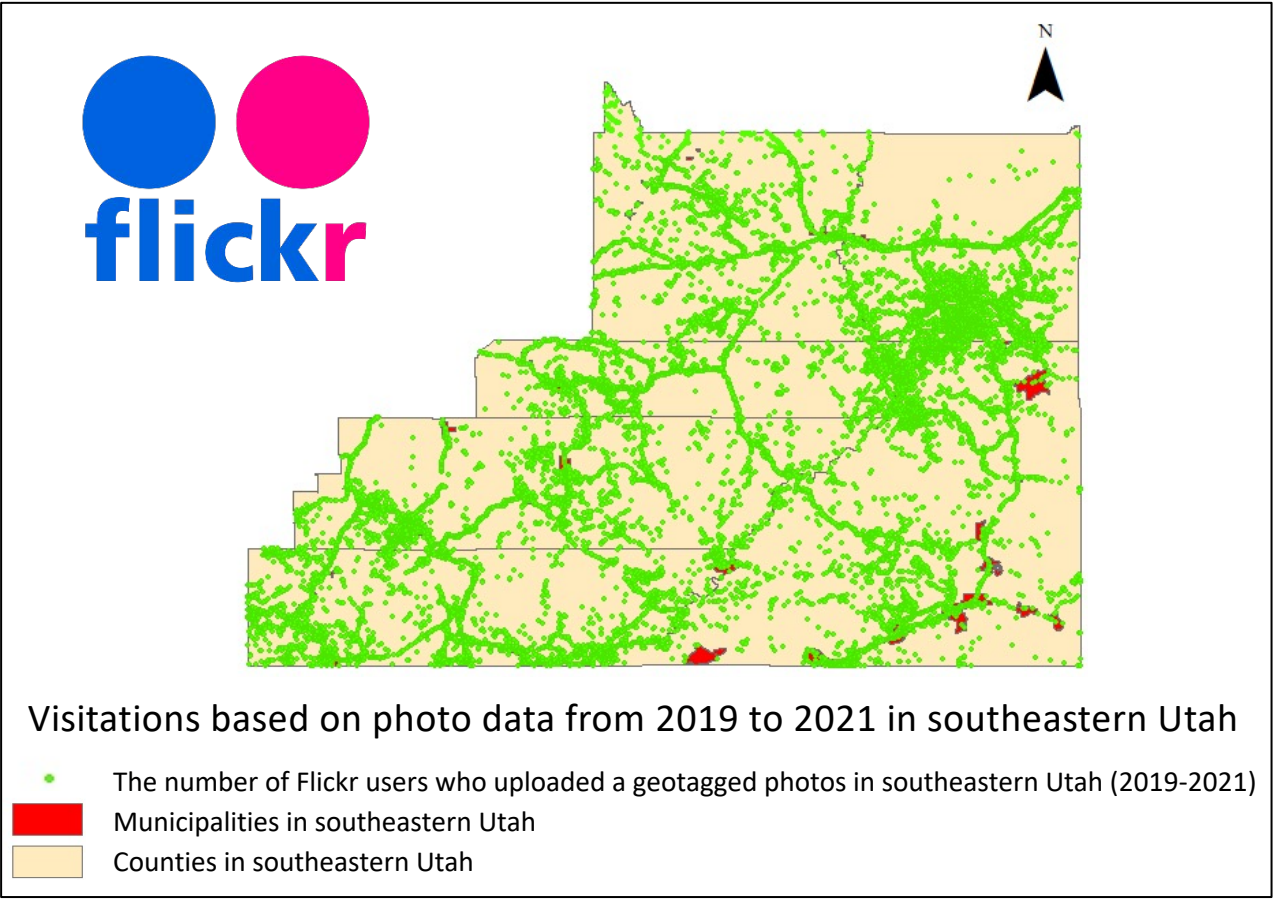 N
flickr
Visitations based on photo data from 2019 to 2021 in southeastern Utah
The number of Flickr users who uploaded a geotagged photos in southeastern Utah (2019-2021)
Municipalities in southeastern Utah
Counties in southeastern Utah